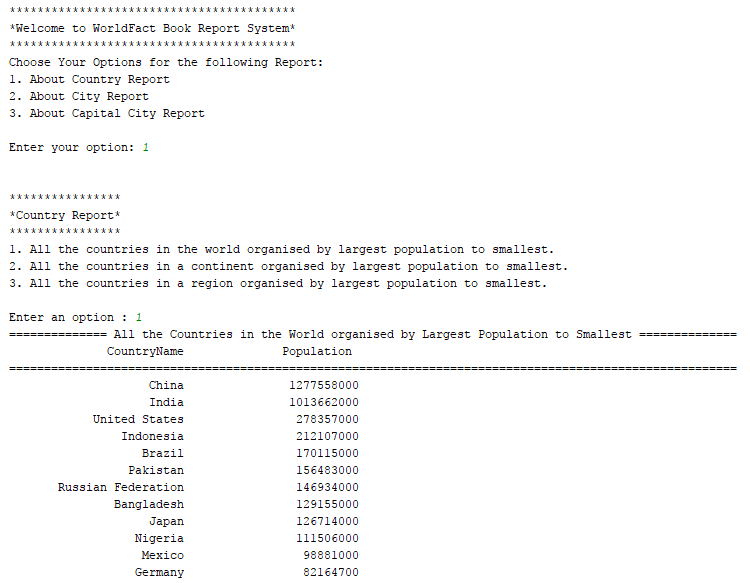 *****************************************
*Welcome to WorldFact Book Report System*
*****************************************
Choose Your Options for the following Report:
1. About Country Report
2. About City Report
3. About Capital City Report
Enter your option: 1
****************
*Country Report*
****************
1. All the countries in the world organised by largest population to smallest.
2. All the countries in a continent organised by largest population to smallest.
3. All the countries in a region organised by largest population to smallest.
Enter an option : 1
============== All the Countries in the World organised by Largest Population to Smallest ==============
CountryName Population
========================================================================================================
China 1277558000
India 1013662000
United States 278357000
Indonesia 212107000
Brazil 170115000
Pakistan 156483000
Russian Federation 146934000
Bangladesh 129155000
Japan 126714000
Nigeria 111506000
Mexico 98881000
Germany 82164700